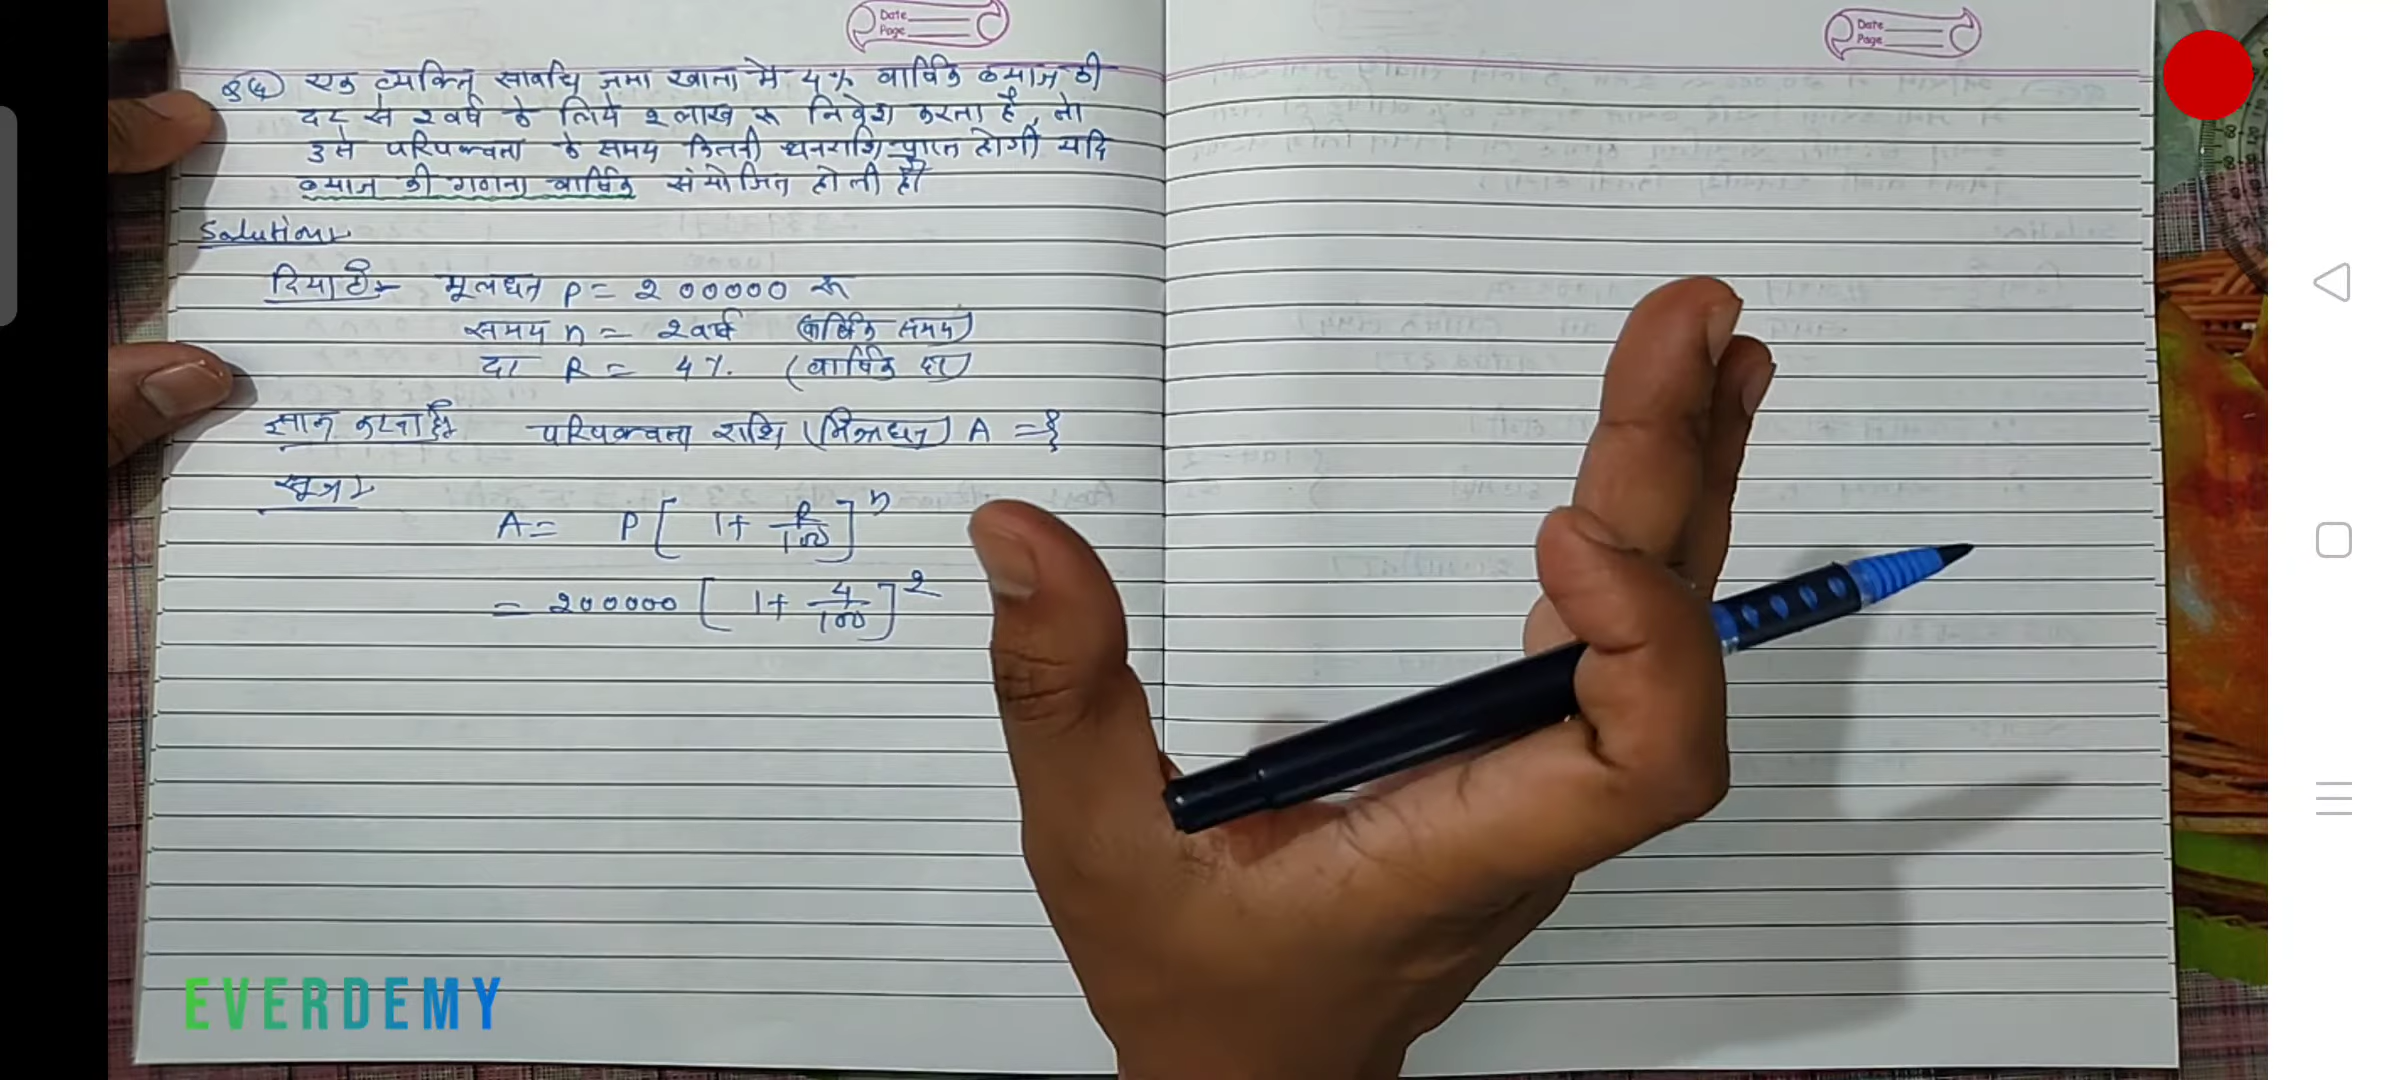 Date
Page
Date
Page
Q④ एक व्यक्ति सावधि जमा खाता मे 4% वार्षिक ब्याज की
दर से 2 वर्ष के लिये 2 लाख रू निवेश करता है, तो
उसे परिपक्वता के समय कितनी धनराशि प्राप्त होगी यदि
ब्याज की गणना वार्षिक संयोजित होती हो
Solution:-
दिया है:- मूलधन P = 200000 रू
समय n = 2 वर्ष (वार्षिक समय)
दर R = 4% (वार्षिक दर)
ज्ञात करना है:- परिपक्वता राशि (मिश्रधन) A = ?
सूत्र:-
A = P [ 1 + R/100 ]^n
= 200000 [ 1 + 4/100 ]^2
EVERDEMY